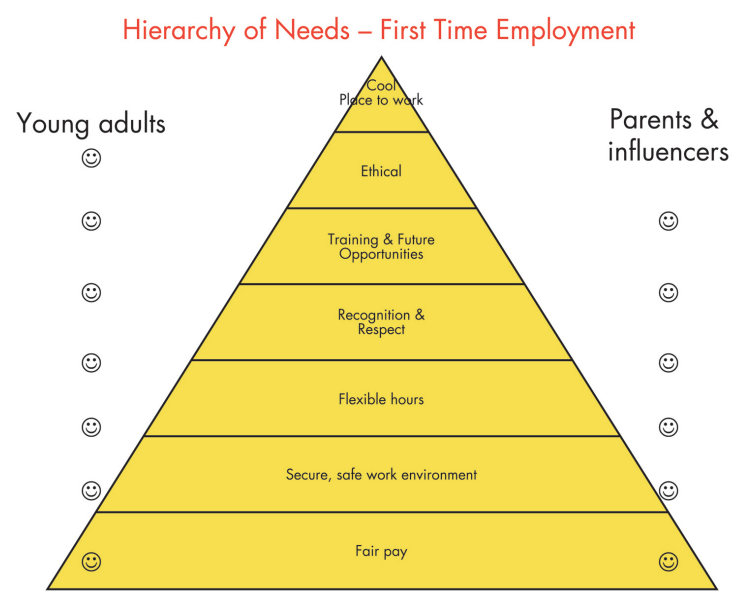 Hierarchy of Needs – First Time Employment
Cool
Place to work
Young adults
Parents &
influencers
Ethical
Training & Future
Opportunities
Recognition &
Respect
Flexible hours
Secure, safe work environment
Fair pay